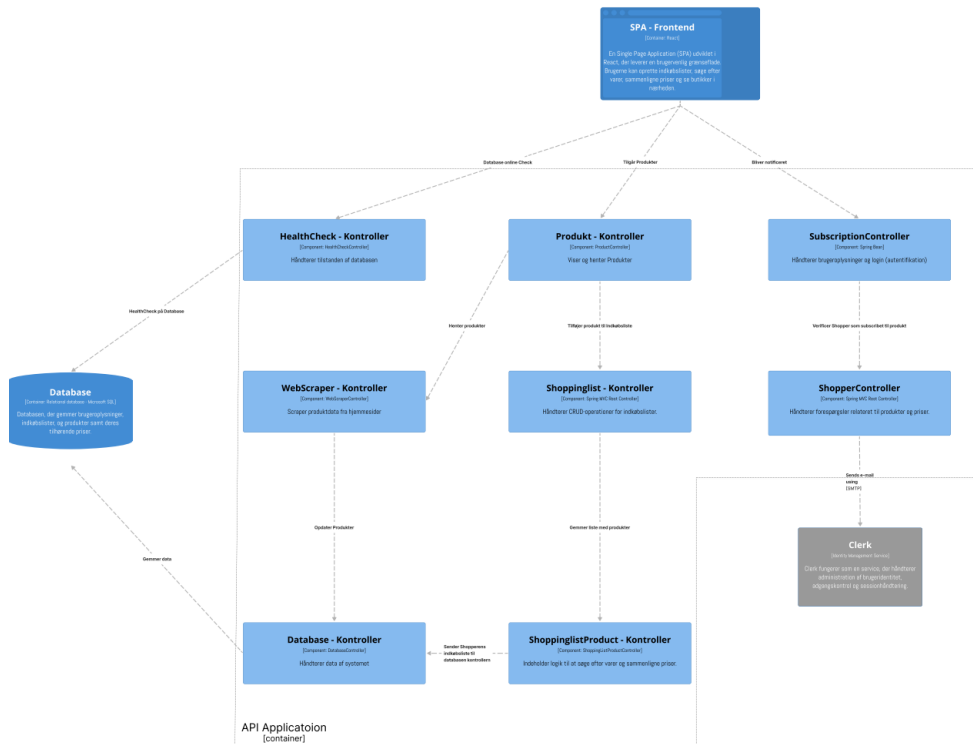 SPA - Frontend
[Container: React]
En Single Page Application (SPA) udviklet i
React, der leverer en brugervenlig grænseflade.
Brugerne kan oprette indkøbslister, søge efter
varer, sammenligne priser og se butikker i
nærheden
Database online Check
Tilgår Produkter
Bliver notificeret
HealthCheck - Kontroller
[Component: HealthCheckController]
Håndterer tilstanden af databasen
Produkt - Kontroller
[Component: ProductController]
Viser og henter Produkter
SubscriptionController
[Component: Spring Bean]
Håndterer brugeroplysninger og login (autentifikation)
HealthCheck på Database
Henter produkter
Tilføjer produkt til Indkøbsliste
Verificer Shopper som subscribet til produkt
Database
[Container: Relational database - Microsoft SQL]
Databasen, der gemmer brugeroplysninger,
indkøbslister, og produkter samt deres
tilhørende priser.
WebScraper - Kontroller
[Component: WebScraperController]
Scraper produktdata fra hjemmesider
Shoppinglist - Kontroller
[Component: Spring MVC Rest Controller]
Håndterer CRUD-operationer for indkøbslister.
ShopperController
[Component: Spring MVC Rest Controller]
Håndterer forespørgsler relateret til produkter og priser.
Sends e-mail
using
[SMTP]
Opdater Produkter
Gemmer liste med produkter
Clerk
Clerk fungerer som en service, der håndterer
administration af brugeridentitet,
adgangskontrol og sessionhåndtering.
Gemmer data
Database - Kontroller
[Component: DatabaseController]
Håndterer data af systemet
Sender Shopperens
indkøbsliste til
databasen kontrollern
ShoppinglistProduct - Kontroller
[Component: ShoppingListProductController]
Indeholder logik til at søge efter varer og sammenligne priser.
API Applicatoion
[container]